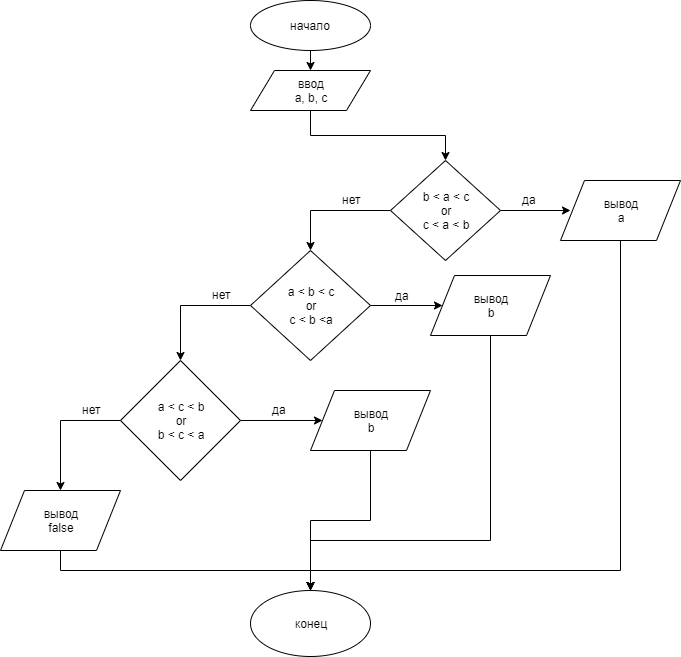 начало
ввод
a, b, c
b < a < c
or
c < a < b
нет
да
вывод
a
a < b < c
or
c < b <a
нет
да
вывод
b
a < c < b
or
b < c < a
нет
да
вывод
b
вывод
false
конец